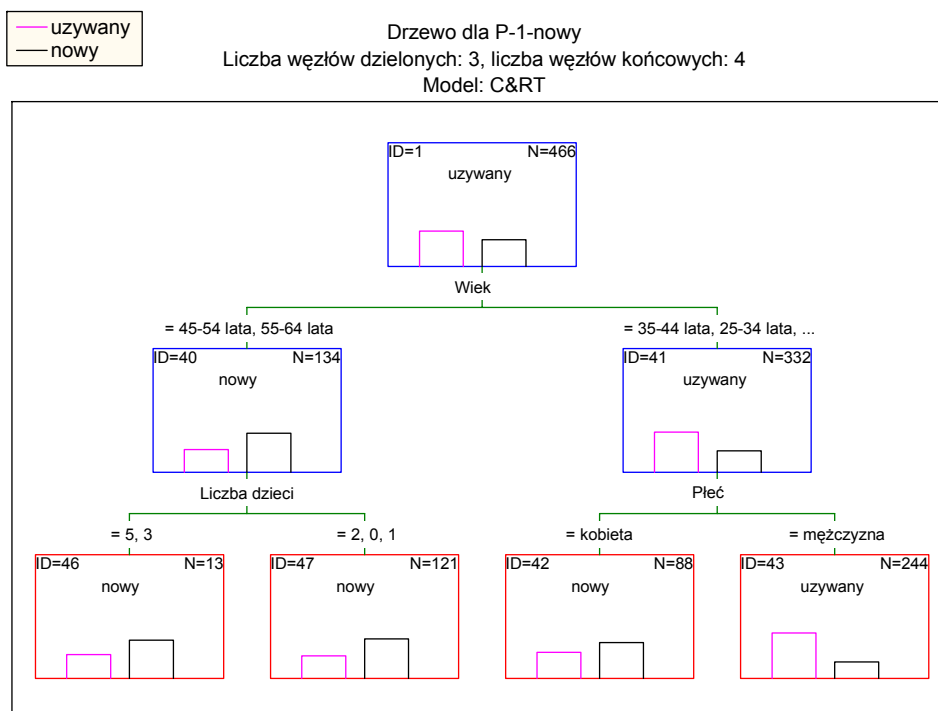 uzywany
nowy
Drzewo dla P-1-nowy
Liczba węzłów dzielonych: 3, liczba węzłów końcowych: 4
Model: C&RT
ID=1 N=466
uzywany
Wiek
= 45-54 lata, 55-64 lata = 35-44 lata, 25-34 lata, ...
ID=40 N=134 ID=41 N=332
nowy uzywany
Liczba dzieci Płeć
= 5, 3 = 2, 0, 1 = kobieta = mężczyzna
ID=46 N=13 ID=47 N=121 ID=42 N=88 ID=43 N=244
nowy nowy nowy uzywany